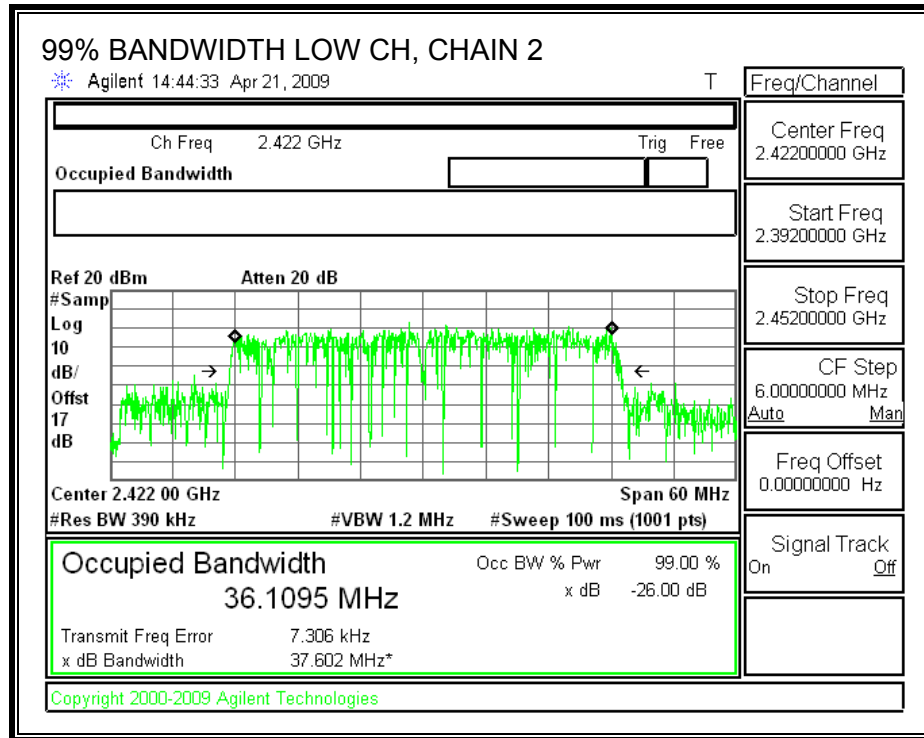 99% BANDWIDTH LOW CH, CHAIN 2
Agilent 14:44:33 Apr 21, 2009 T
Freq/Channel
Ch Freq 2.422 GHz Trig Free
Occupied Bandwidth
Center Freq
2.42200000 GHz
Start Freq
2.39200000 GHz
Stop Freq
2.45200000 GHz
CF Step
6.00000000 MHz
Auto Man
Freq Offset
0.00000000 Hz
Signal Track
On Off
Ref 20 dBm Atten 20 dB
#Samp
Log
10
dB/
Offst
17
dB
Center 2.422 00 GHz Span 60 MHz
#Res BW 390 kHz #VBW 1.2 MHz #Sweep 100 ms (1001 pts)
Occupied Bandwidth
36.1095 MHz
Occ BW % Pwr 99.00 %
x dB -26.00 dB
Transmit Freq Error 7.306 kHz
x dB Bandwidth 37.602 MHz*
Copyright 2000-2009 Agilent Technologies